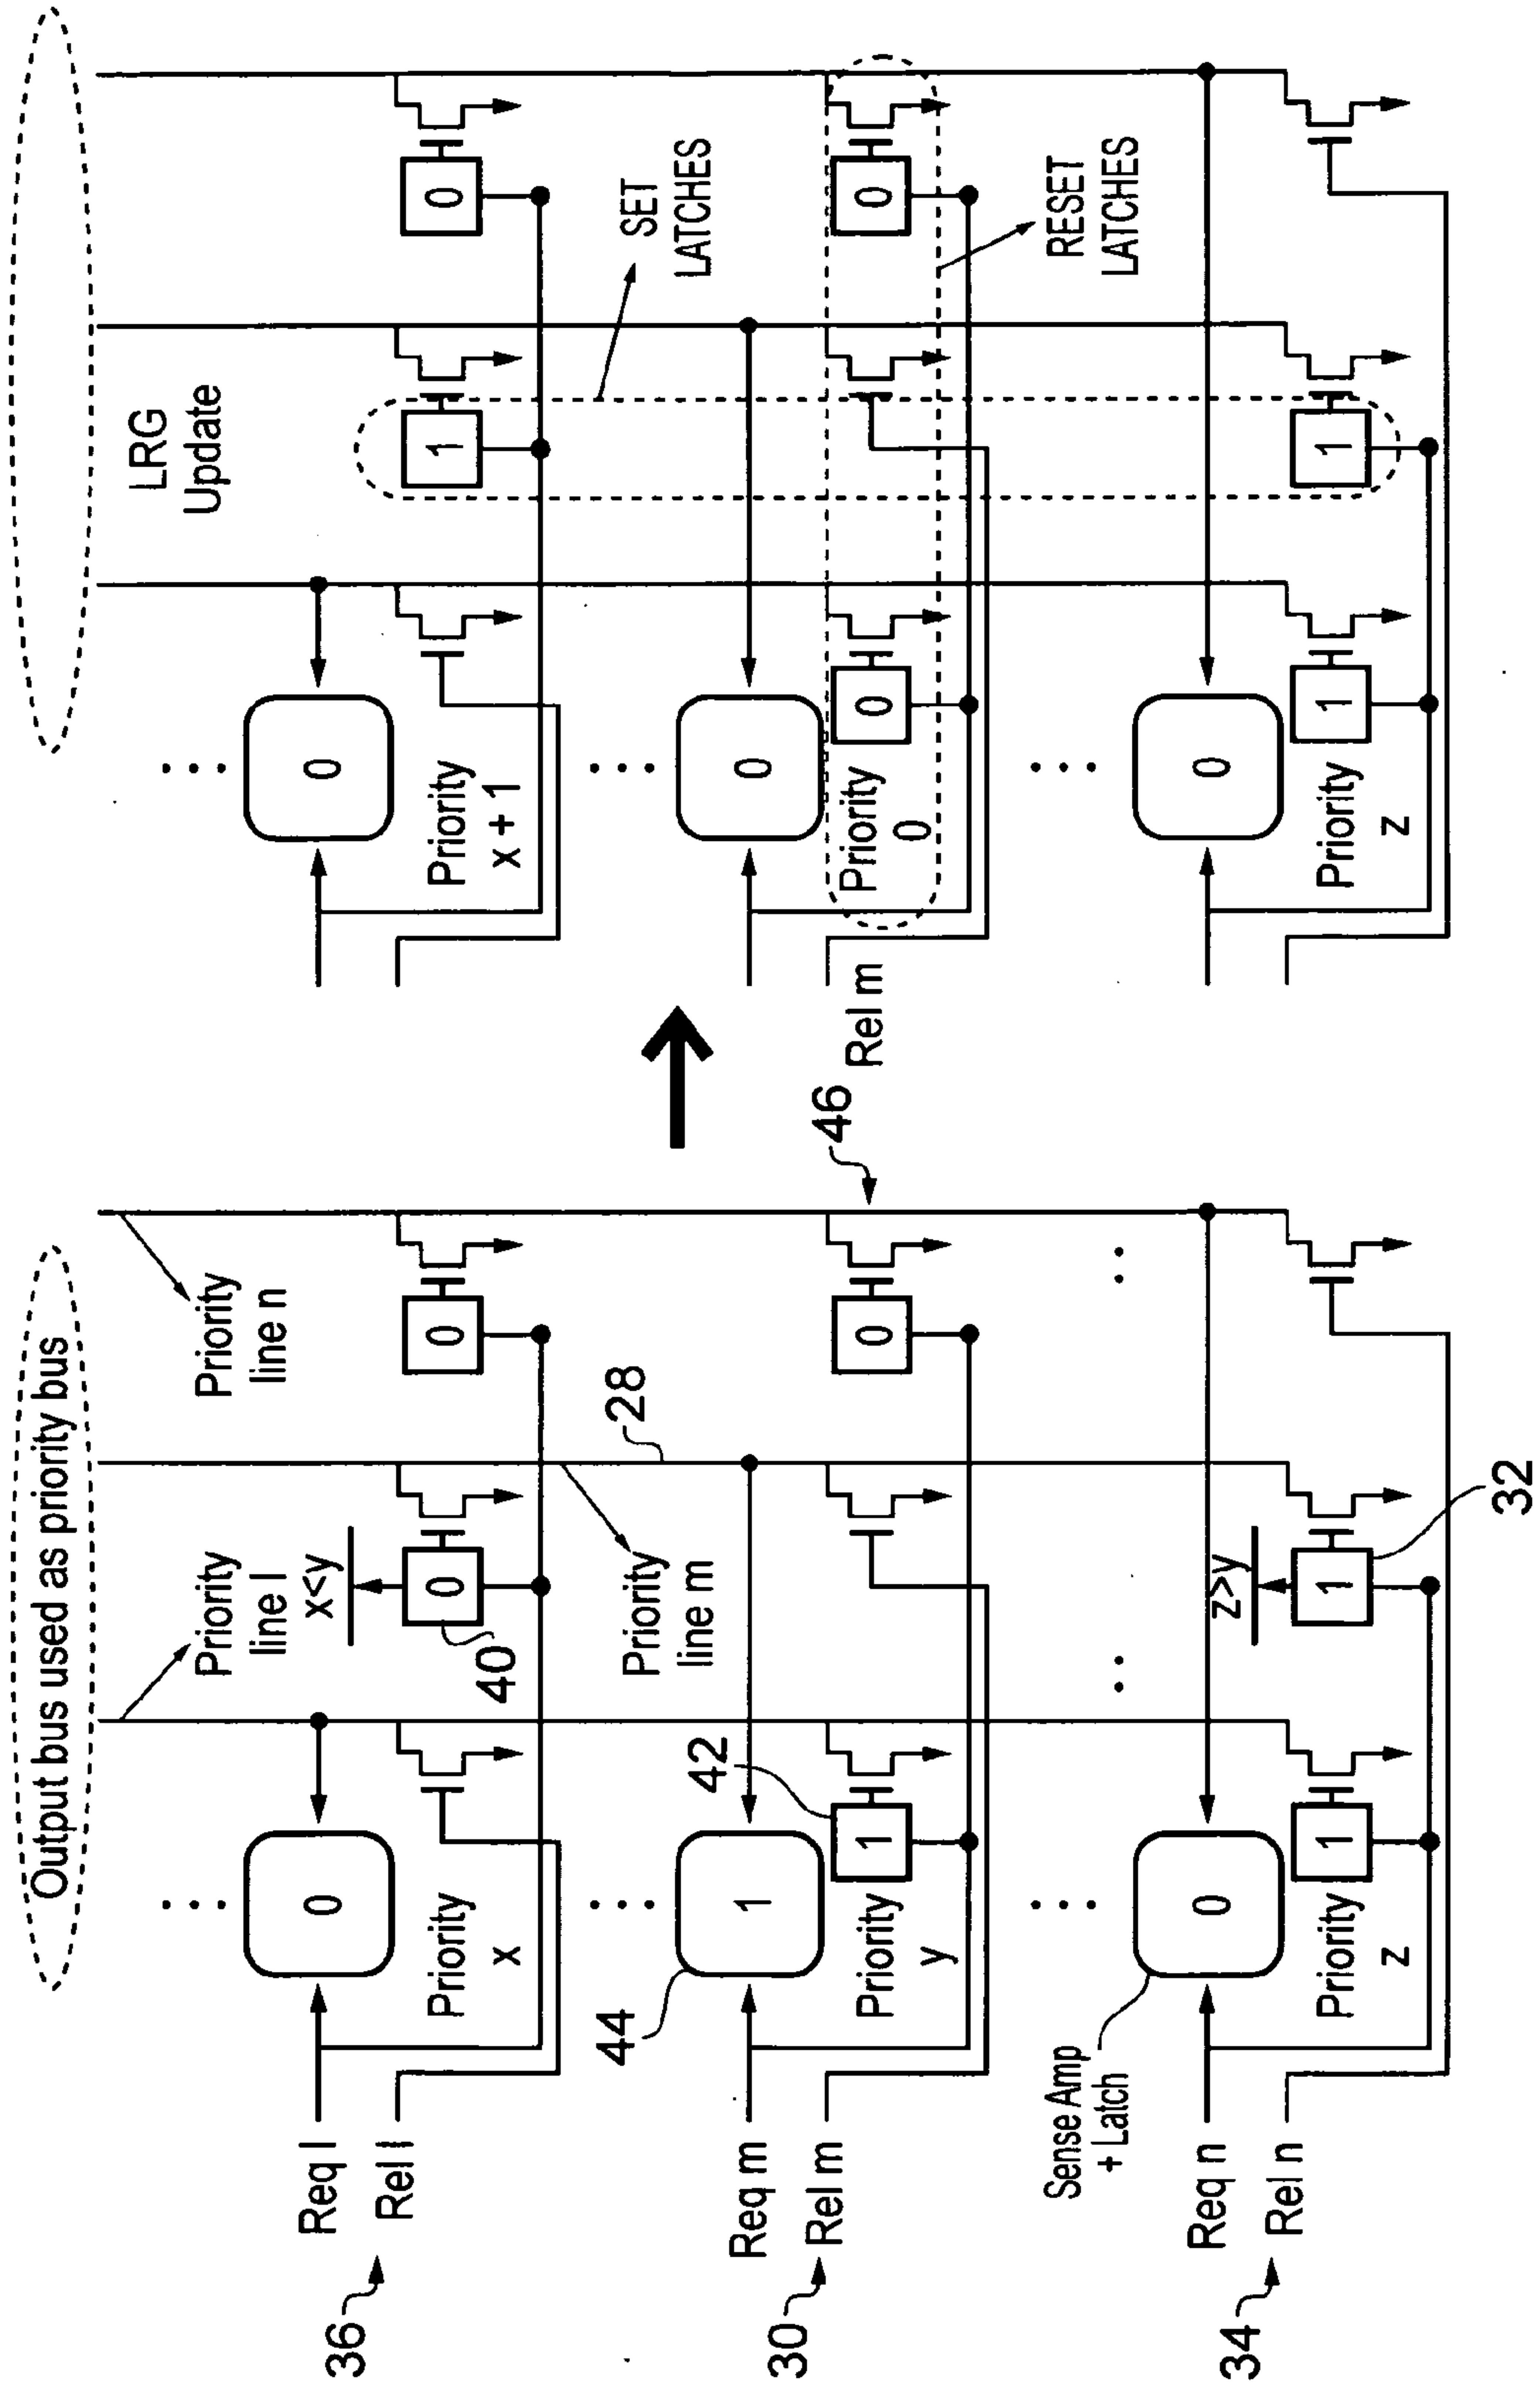 Output bus used as priority bus
Priority
line l
Priority
line n
36
Req l
Rel l
0
Priority
x
x<y
0
40
0
Priority
line m
28
30
Req m
Rel m
44
1
Priority
y
42
1
0
46
34
Req n
Rel n
Sense Amp
+ Latch
0
Priority
z
1
z>y
1
32
LRG
Update
0
Priority
x + 1
1
0
SET
LATCHES
Rel m
0
Priority
0
0
0
RESET
LATCHES
0
Priority
z
1
1